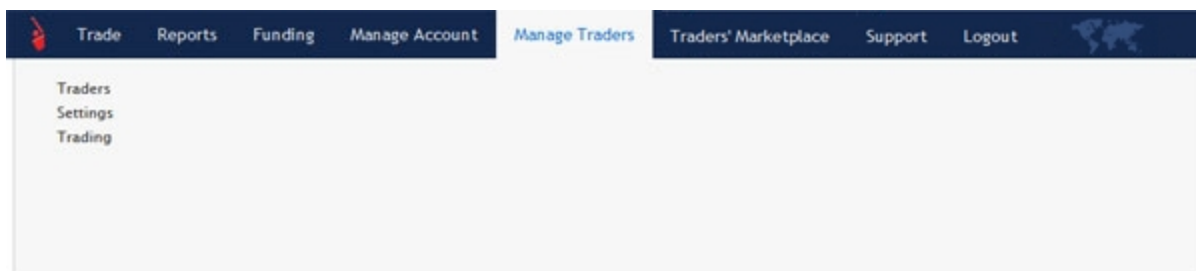 Trade Reports Funding Manage Account Manage Traders Traders' Marketplace Support Logout
Traders
Settings
Trading